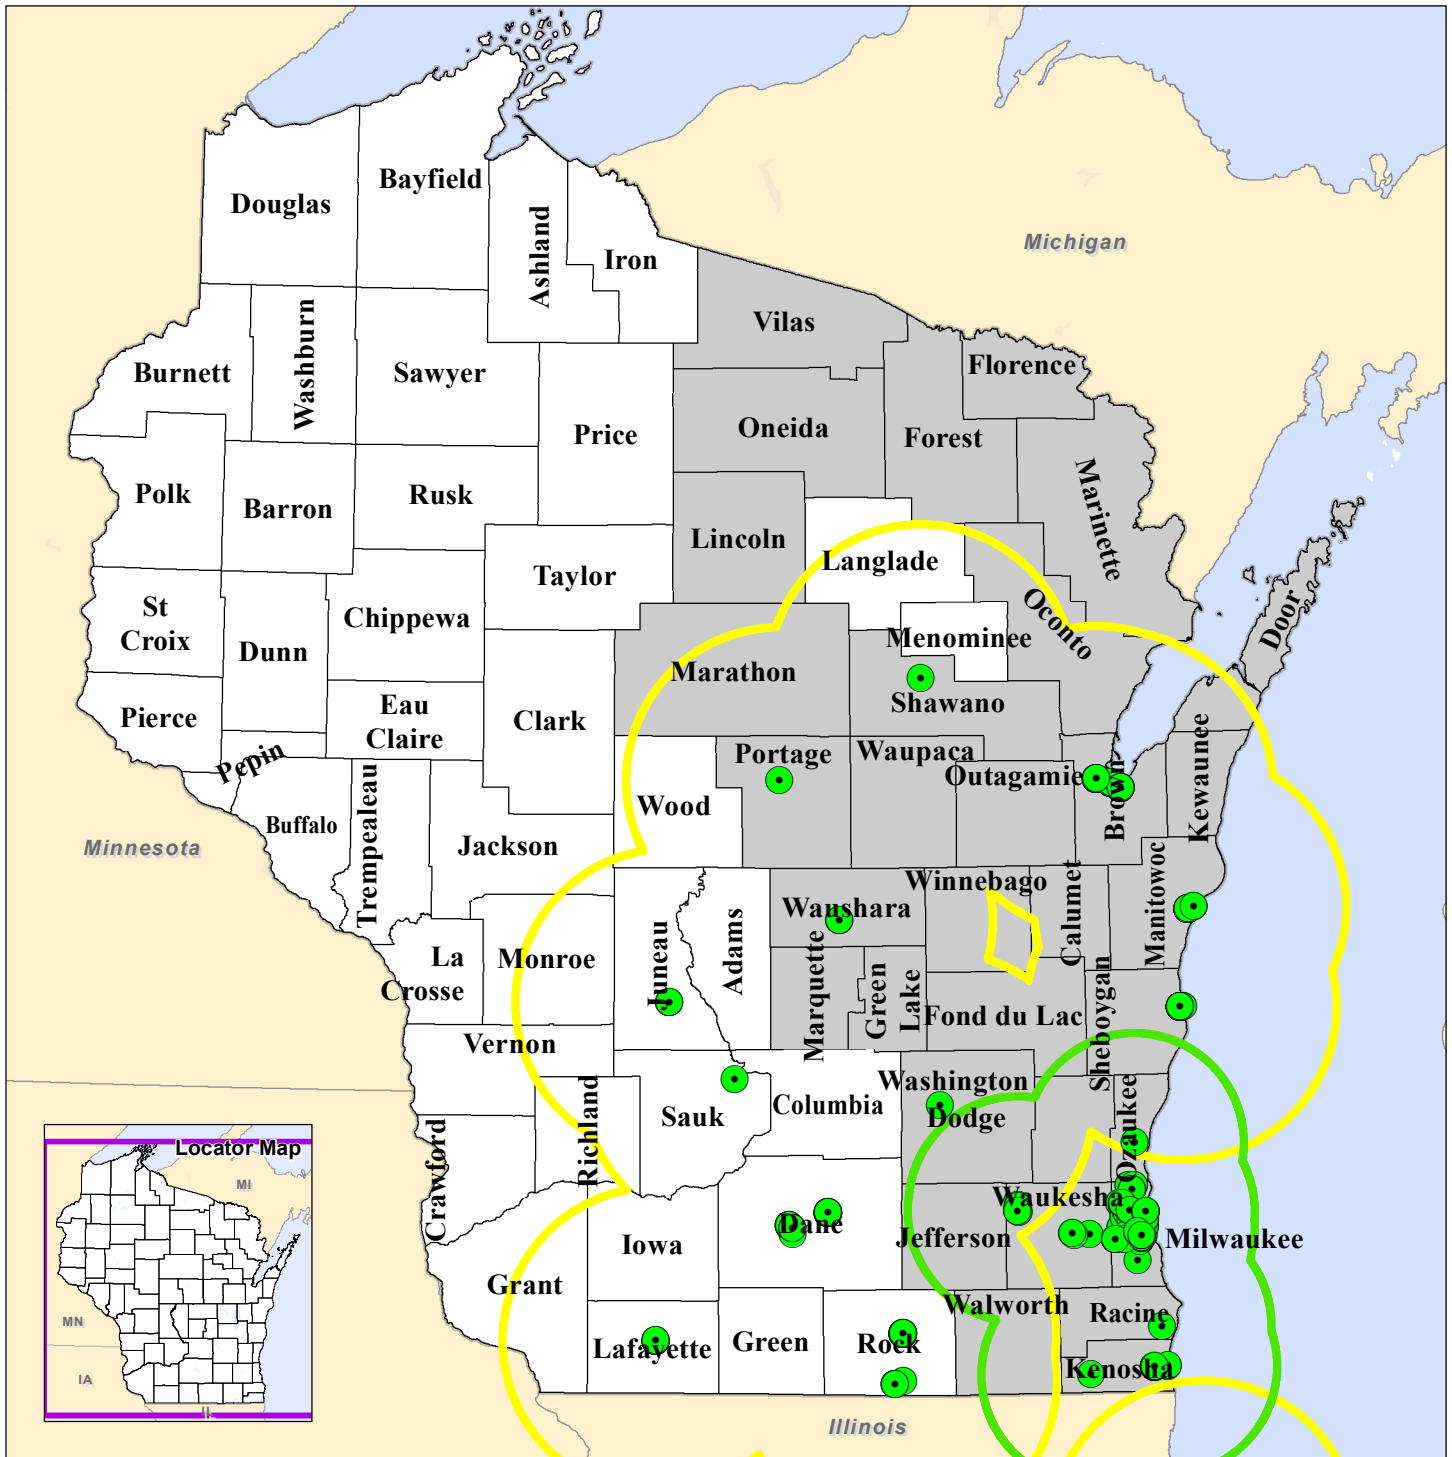 Bayfield
Douglas
Ashland
Iron
Michigan
Vilas
Washburn
Burnett
Sawyer
Florence
Price
Oneida
Forest
Polk
Barron
Rusk
Marinette
Lincoln
Langlade
Taylor
St
Croix
Chippewa
Door
Dunn
Menominee
Oconto
Marathon
Shawano
Pierce
Eau
Claire
Clark
Pepin
Portage
Waupaca
Outagamie
Brown
Kewaunee
Wood
Buffalo
Trempealeau
Minnesota
Jackson
Winnebago
Calumet
Manitowoc
Waushara
La
Crosse
Monroe
Juneau
Adams
Marquette
Green
Lake
Fond du Lac
Sheboygan
Vernon
Richland
Sauk
Columbia
Washington
Dodge
Ozaukee
Crawford
Waukesha
Dane
Jefferson
Milwaukee
Iowa
Grant
Walworth
Racine
Lafayette
Green
Rock
Kenosha
Illinois
Locator Map
MI
MN
IA
IL